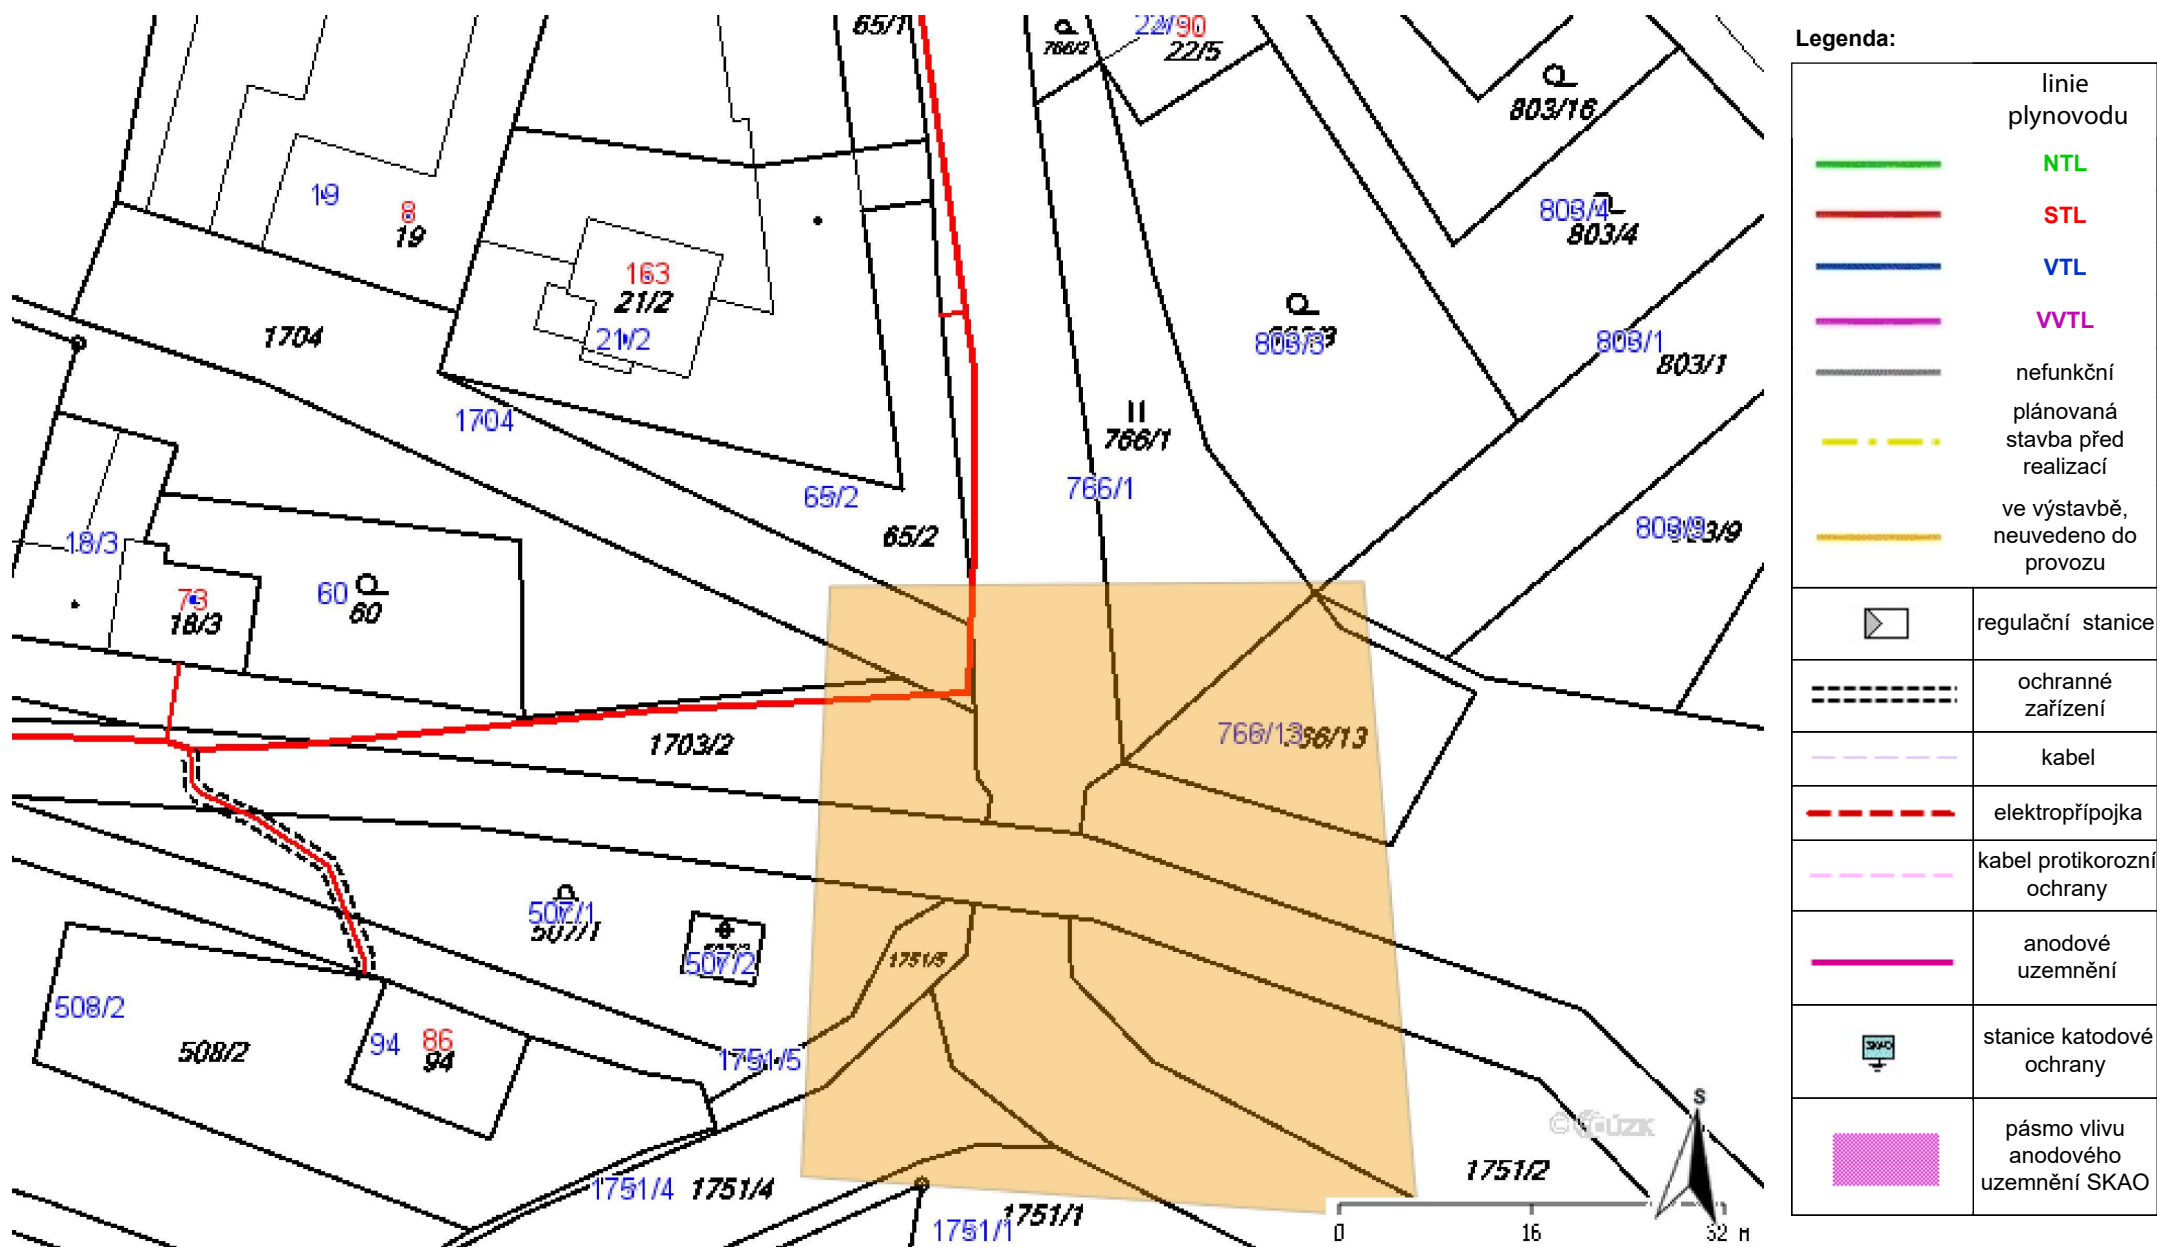 65/1
766/2
22/90
22/5
803/16
19
8
19
163
21/2
21/2
803/4
803/4
1704
1704
803/3
803/1
803/1
766/1
766/1
65/2
65/2
803/9
18/3
73
18/3
60
60
1703/2
766/13
507/1
507/1
507/2
1751/5
1751/5
508/2
508/2
94
86
94
1751/4
1751/4
1751/1
1751/1
1751/2
S
0
16
32 M
Legenda:
linie
plynovodu
NTL
STL
VTL
VVTL
nefunkční
plánovaná
stavba před
realizací
ve výstavbě,
neuvedeno do
provozu
regulační stanice
ochranné
zařízení
kabel
elektropřípojka
kabel protikorozní
ochrany
anodové
uzemnění
SKAO
stanice katodové
ochrany
pásmo vlivu
anodového
uzemnění SKAO